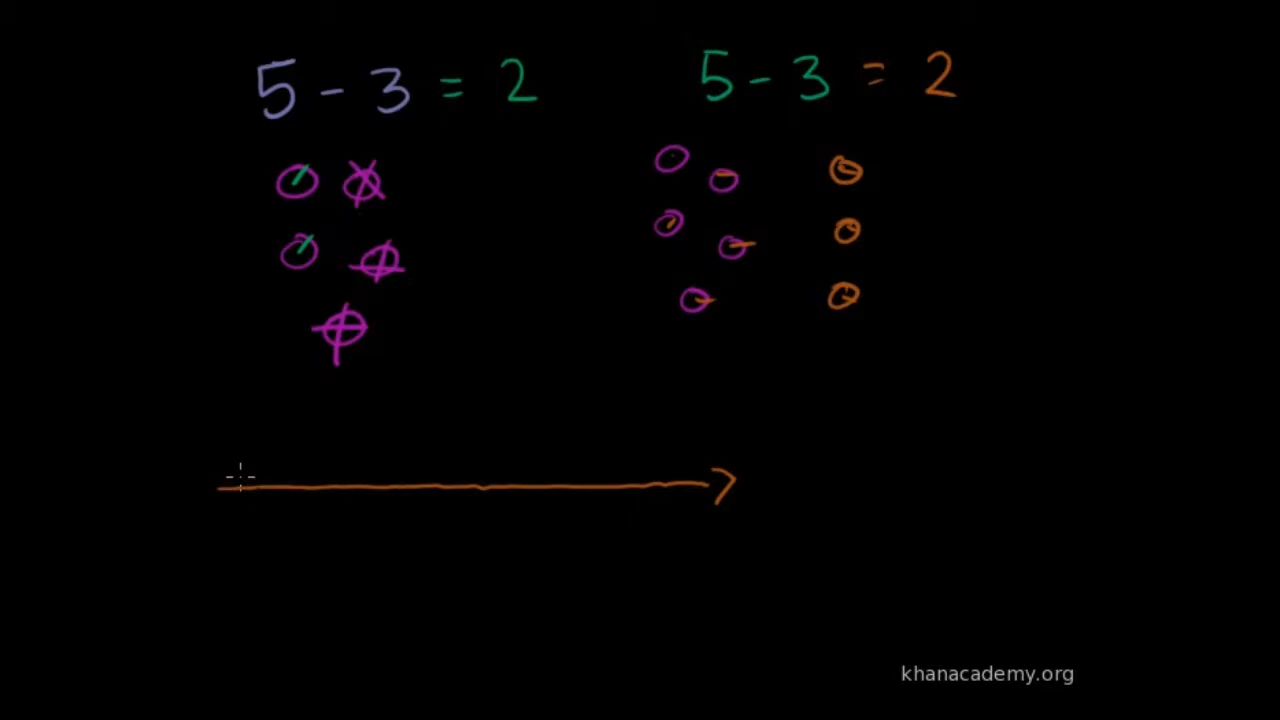 5 - 3 = 2
5 - 3 = 2
khanacademy.org